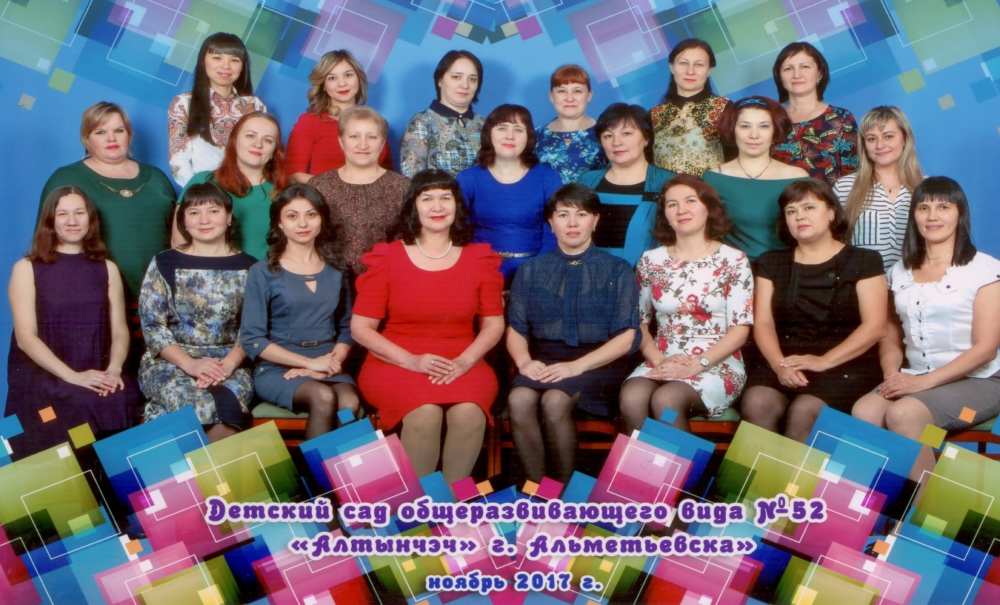 Детский сад общеразвивающего вида №52
«Алтынчэч» г. Альметьевска»
ноябрь 2017 г.